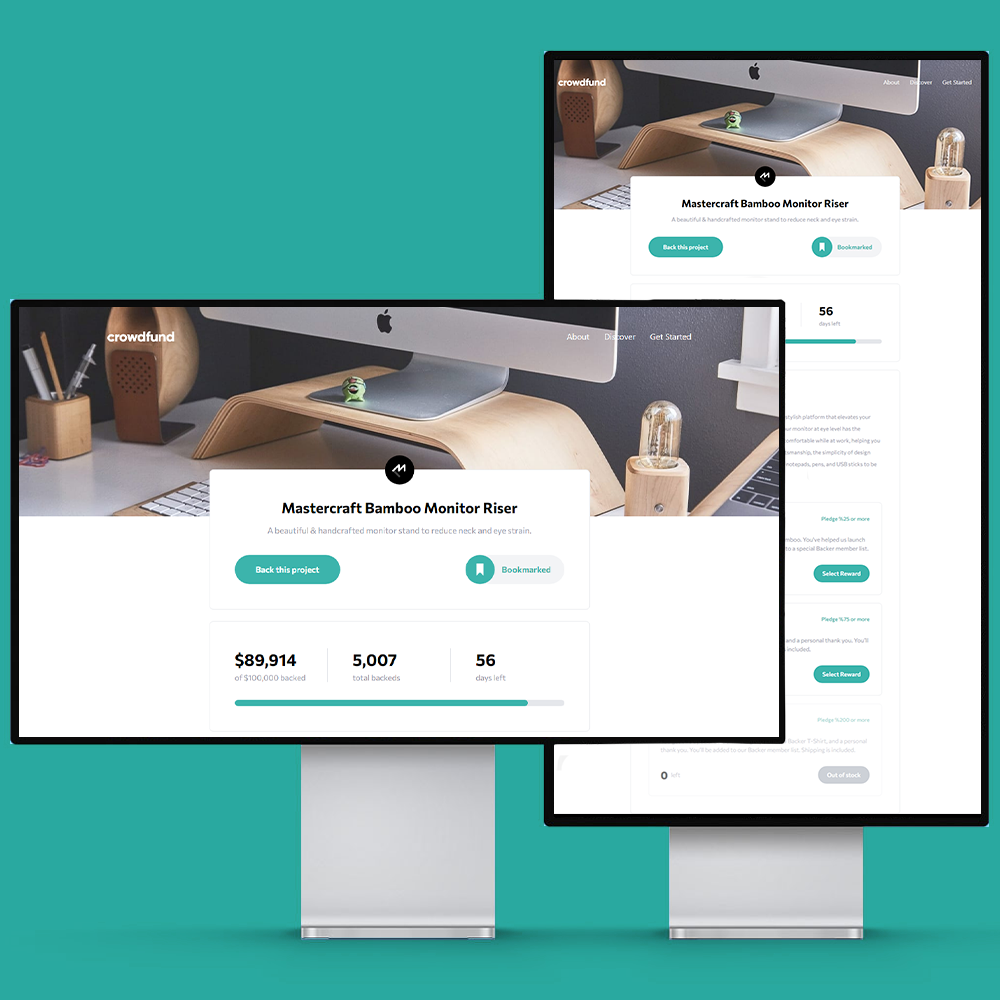 crowdfund
About Discover Get Started
Mastercraft Bamboo Monitor Riser
A beautiful & handcrafted monitor stand to reduce neck and eye strain.
Back this project
Bookmarked
$89,914
of $100,000 backed
5,007
total backeds
56
days left
crowdfund
About Discover Get Started
Mastercraft Bamboo Monitor Riser
A beautiful & handcrafted monitor stand to reduce neck and eye strain.
Back this project
Bookmarked
56
days left
stylish platform that elevates your
ur monitor at eye level has the
omfortable while at work, helping you
tsmanship, the simplicity of design
notepads, pens, and USB sticks to be
Pledge %25 or more
mboo. You've helped us launch
to a special Backer member list.
Select Reward
Pledge %75 or more
and a personal thank you. You'll
included.
Select Reward
Pledge %200 or more
Backer T-Shirt, and a personal
thank you. You'll be added to our Backer member list. Shipping is included.
0 left
Out of stock